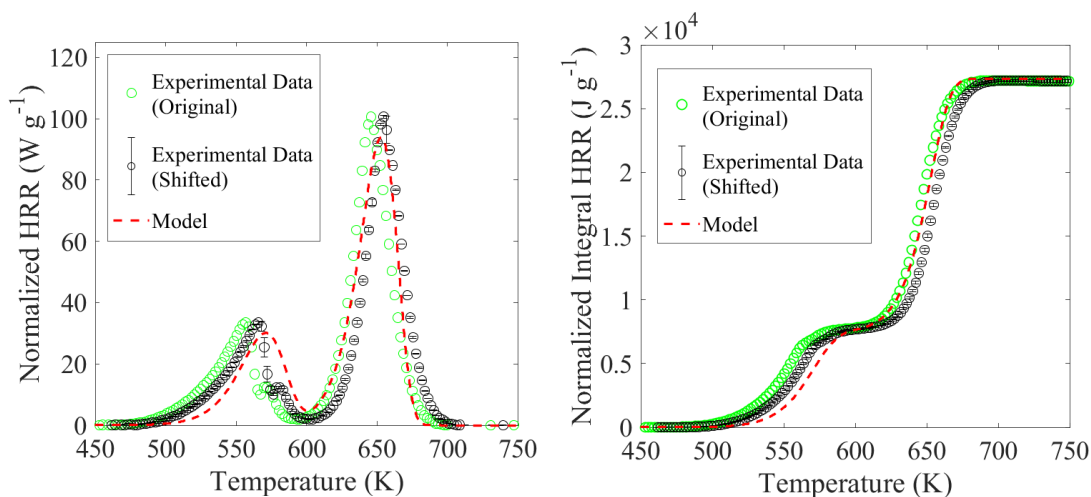 120
100
80
60
40
20
0
Normalized HRR (W g⁻¹)
Experimental Data
(Original)
Experimental Data
(Shifted)
Model
450 500 550 600 650 700 750
Temperature (K)
×10⁴
3
2.5
2
1.5
1
0.5
0
Normalized Integral HRR (J g⁻¹)
Experimental Data
(Original)
Experimental Data
(Shifted)
Model
450 500 550 600 650 700 750
Temperature (K)